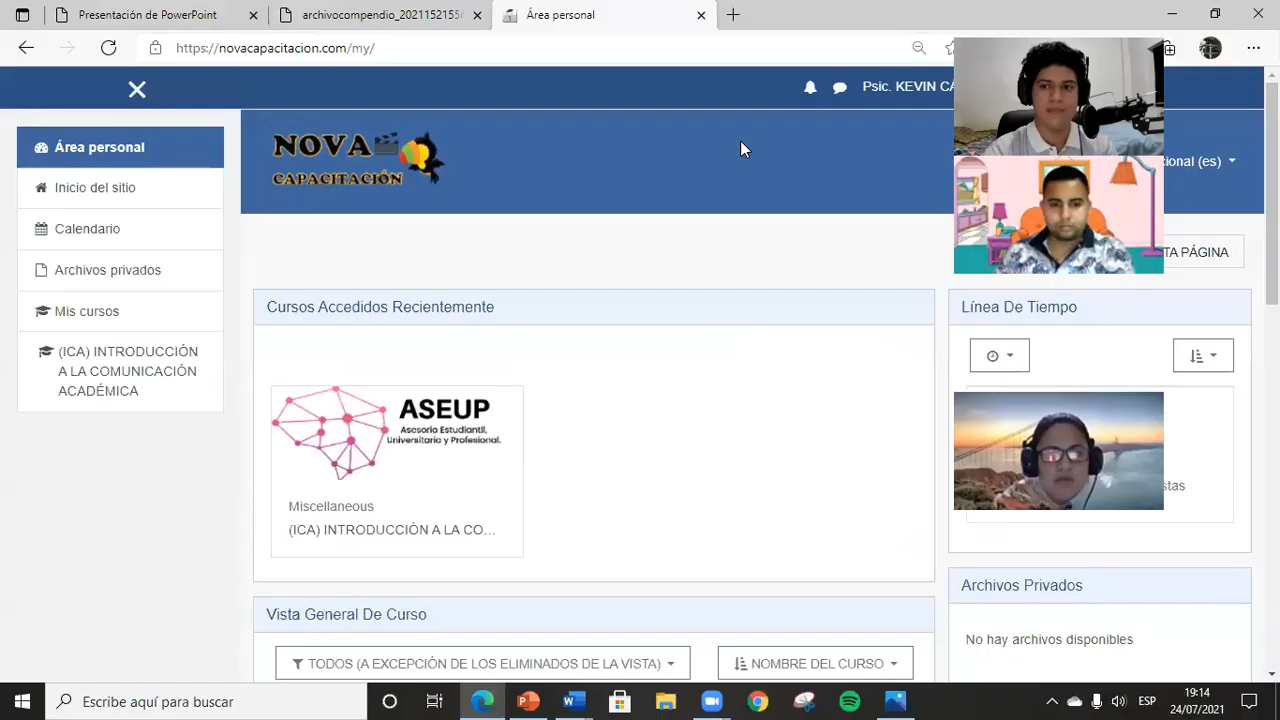 Presentación de PowerPoint
archivocompendio_2021152155
Área personal
https://novacapacitacion.com/my/
Psic. KEVIN CÁ
cional (es)
NOVA
CAPACITACIÓN
TA PÁGINA
Área personal
Inicio del sitio
Calendario
Archivos privados
Mis cursos
(ICA) INTRODUCCIÓN
A LA COMUNICACIÓN
ACADÉMICA
Cursos Accedidos Recientemente
ASEUP
Asesoria Estudiantil,
Universitaria y Profesional.
Miscellaneous
(ICA) INTRODUCCIÓN A LA CO...
Vista General De Curso
TODOS (A EXCEPCIÓN DE LOS ELIMINADOS DE LA VISTA)
NOMBRE DEL CURSO
Línea De Tiempo
stas
Archivos Privados
No hay archivos disponibles
Escribe aquí para buscar
ESP
19:14
24/07/2021